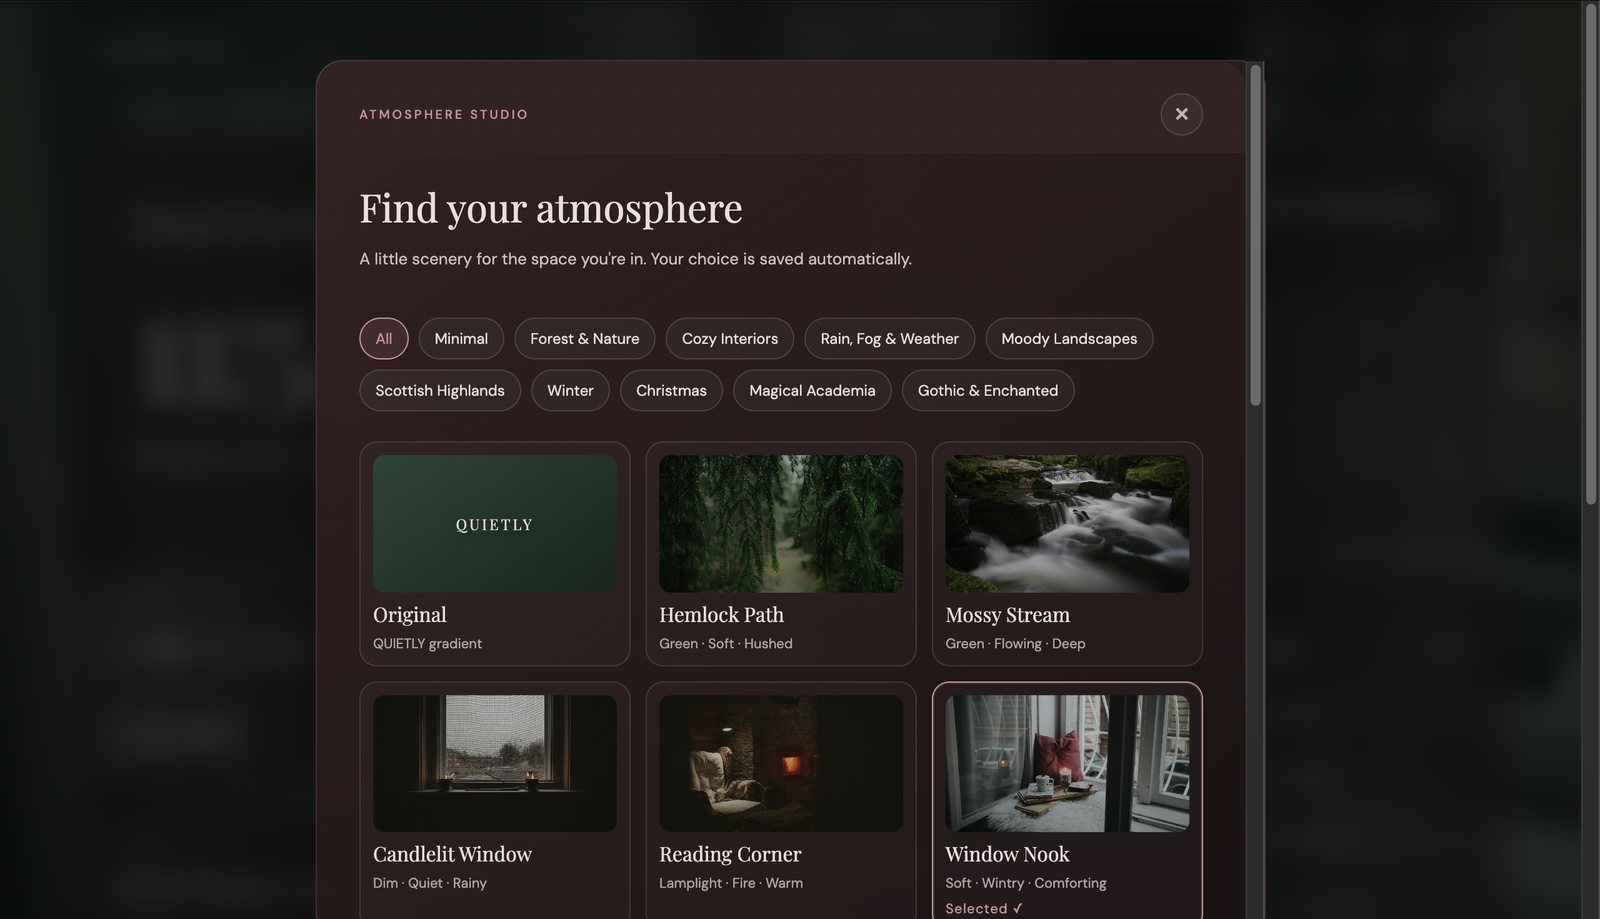 ATMOSPHERE STUDIO
Find your atmosphere
A little scenery for the space you're in. Your choice is saved automatically.
All
Minimal
Forest & Nature
Cozy Interiors
Rain, Fog & Weather
Moody Landscapes
Scottish Highlands
Winter
Christmas
Magical Academia
Gothic & Enchanted
QUIETLY
Original
QUIETLY gradient
Hemlock Path
Green · Soft · Hushed
Mossy Stream
Green · Flowing · Deep
Candlelit Window
Dim · Quiet · Rainy
Reading Corner
Lamplight · Fire · Warm
Window Nook
Soft · Wintry · Comforting
Selected ✓